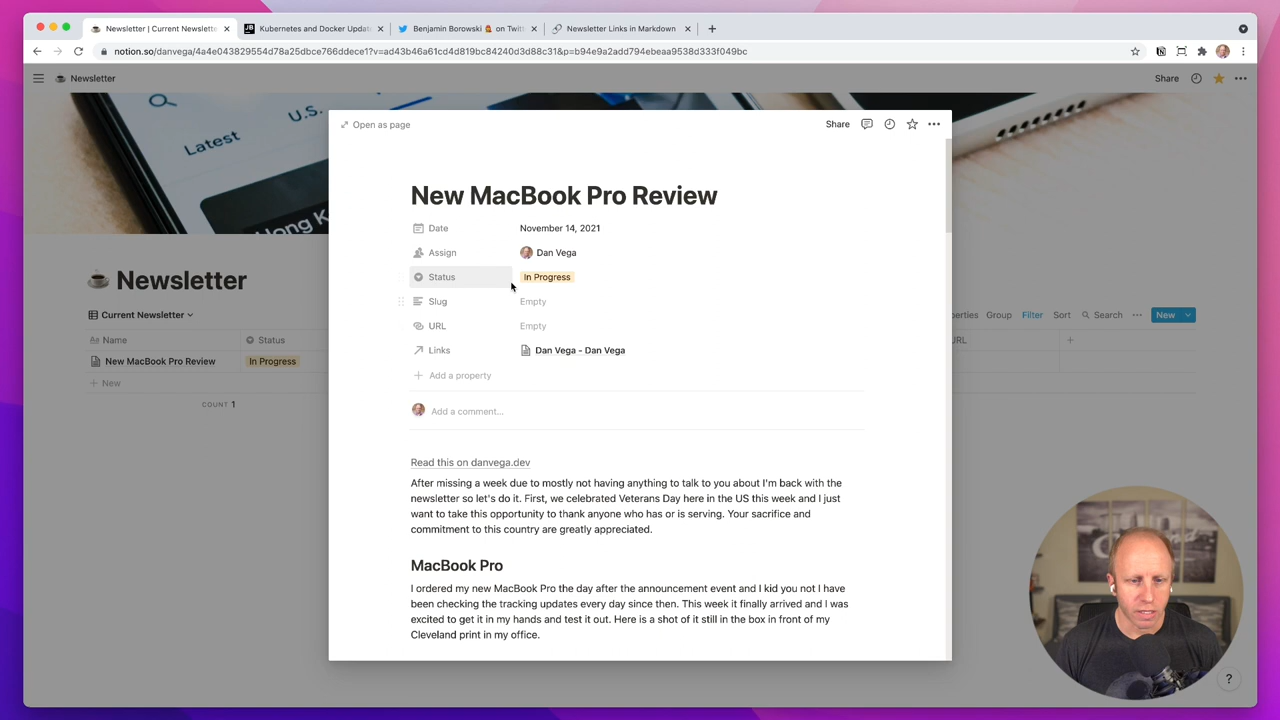 Newsletter | Current Newslette
Kubernetes and Docker Updat
Benjamin Borowski on Twit
Newsletter Links in Markdown
notion.so/danvega/4a4e043829554d78a25dbce766ddece1?v=ad43b46a61cd4d819bc84240d3d88c31&p=b94e9a2add794ebeaa9538d333f049bc
Newsletter
Share
U.S.
Latest
Hong K
Open as page
Share
New MacBook Pro Review
Date November 14, 2021
Assign Dan Vega
Status In Progress
Slug Empty
URL Empty
Links Dan Vega - Dan Vega
Add a property
Add a comment...
Read this on danvega.dev
After missing a week due to mostly not having anything to talk to you about I'm back with the
newsletter so let's do it. First, we celebrated Veterans Day here in the US this week and I just
want to take this opportunity to thank anyone who has or is serving. Your sacrifice and
commitment to this country are greatly appreciated.
MacBook Pro
I ordered my new MacBook Pro the day after the announcement event and I kid you not I have
been checking the tracking updates every day since then. This week it finally arrived and I was
excited to get it in my hands and test it out. Here is a shot of it still in the box in front of my
Cleveland print in my office.
Newsletter
Current Newsletter
perties Group Filter Sort Search New
Aa Name Status URL
New MacBook Pro Review In Progress
New
COUNT 1
?